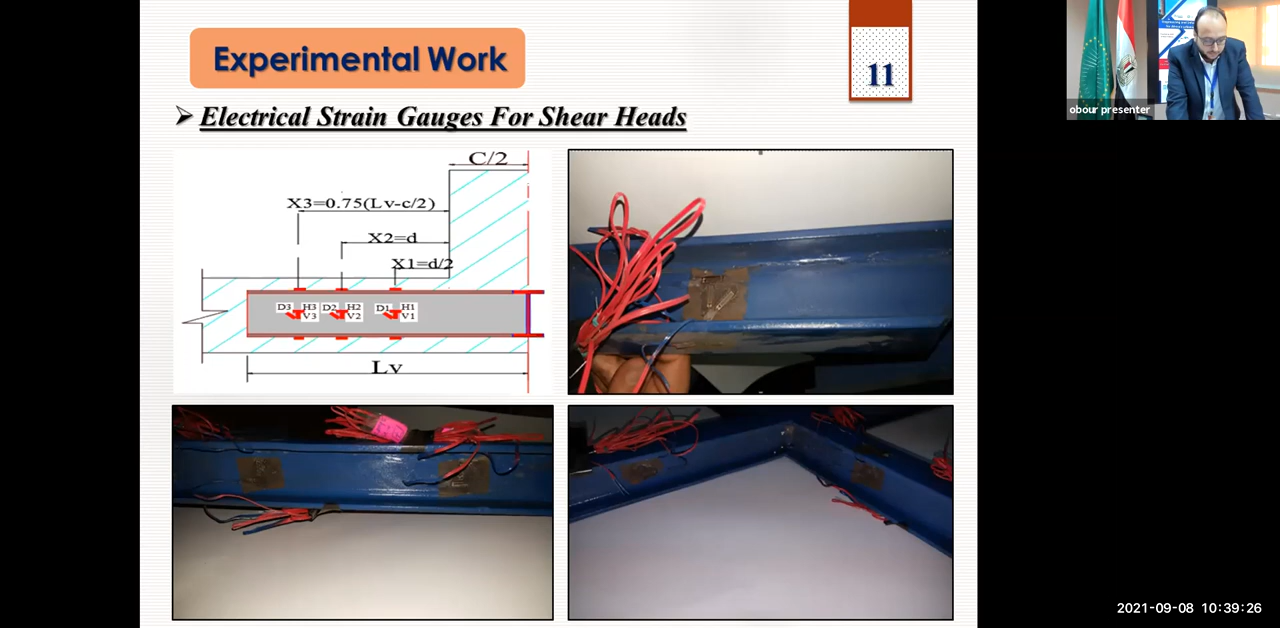 Experimental Work
11
➢ Electrical Strain Gauges For Shear Heads
C/2
X3=0.75(Lv-c/2)
X2=d
X1=d/2
D3 H3 D2 H2 D1 H1
V3 V2 V1
Lv
obour presenter
2021-09-08 10:39:26